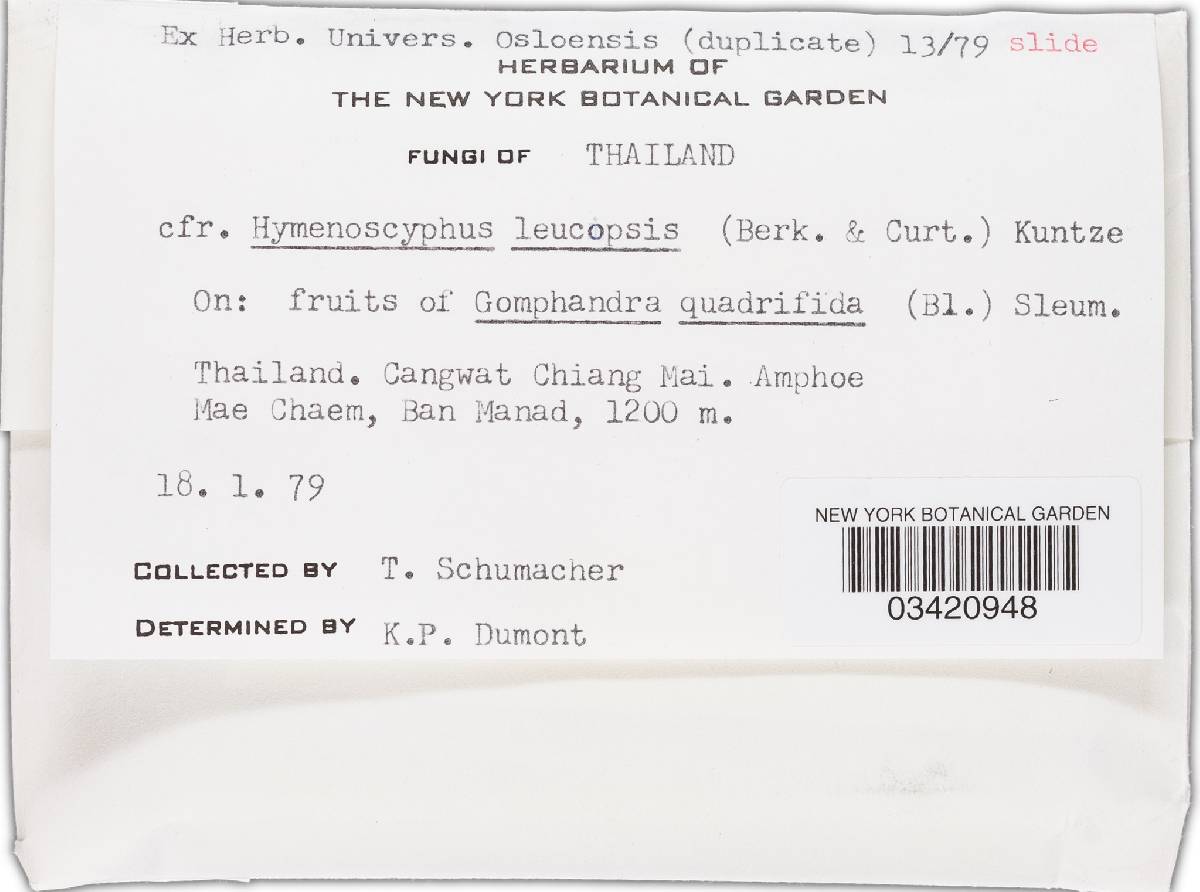 Ex Herb. Univers. Osloensis (duplicate) 13/79 slide
HERBARIUM OF
THE NEW YORK BOTANICAL GARDEN
FUNGI OF THAILAND
cfr. Hymenoscyphus leucopsis (Berk. & Curt.) Kuntze
On: fruits of Gomphandra quadrifida (Bl.) Sleum.
Thailand. Cangwat Chiang Mai. Amphoe
Mae Chaem, Ban Manad, 1200 m.
18. 1. 79
NEW YORK BOTANICAL GARDEN
03420948
COLLECTED BY T. Schumacher
DETERMINED BY K.P. Dumont